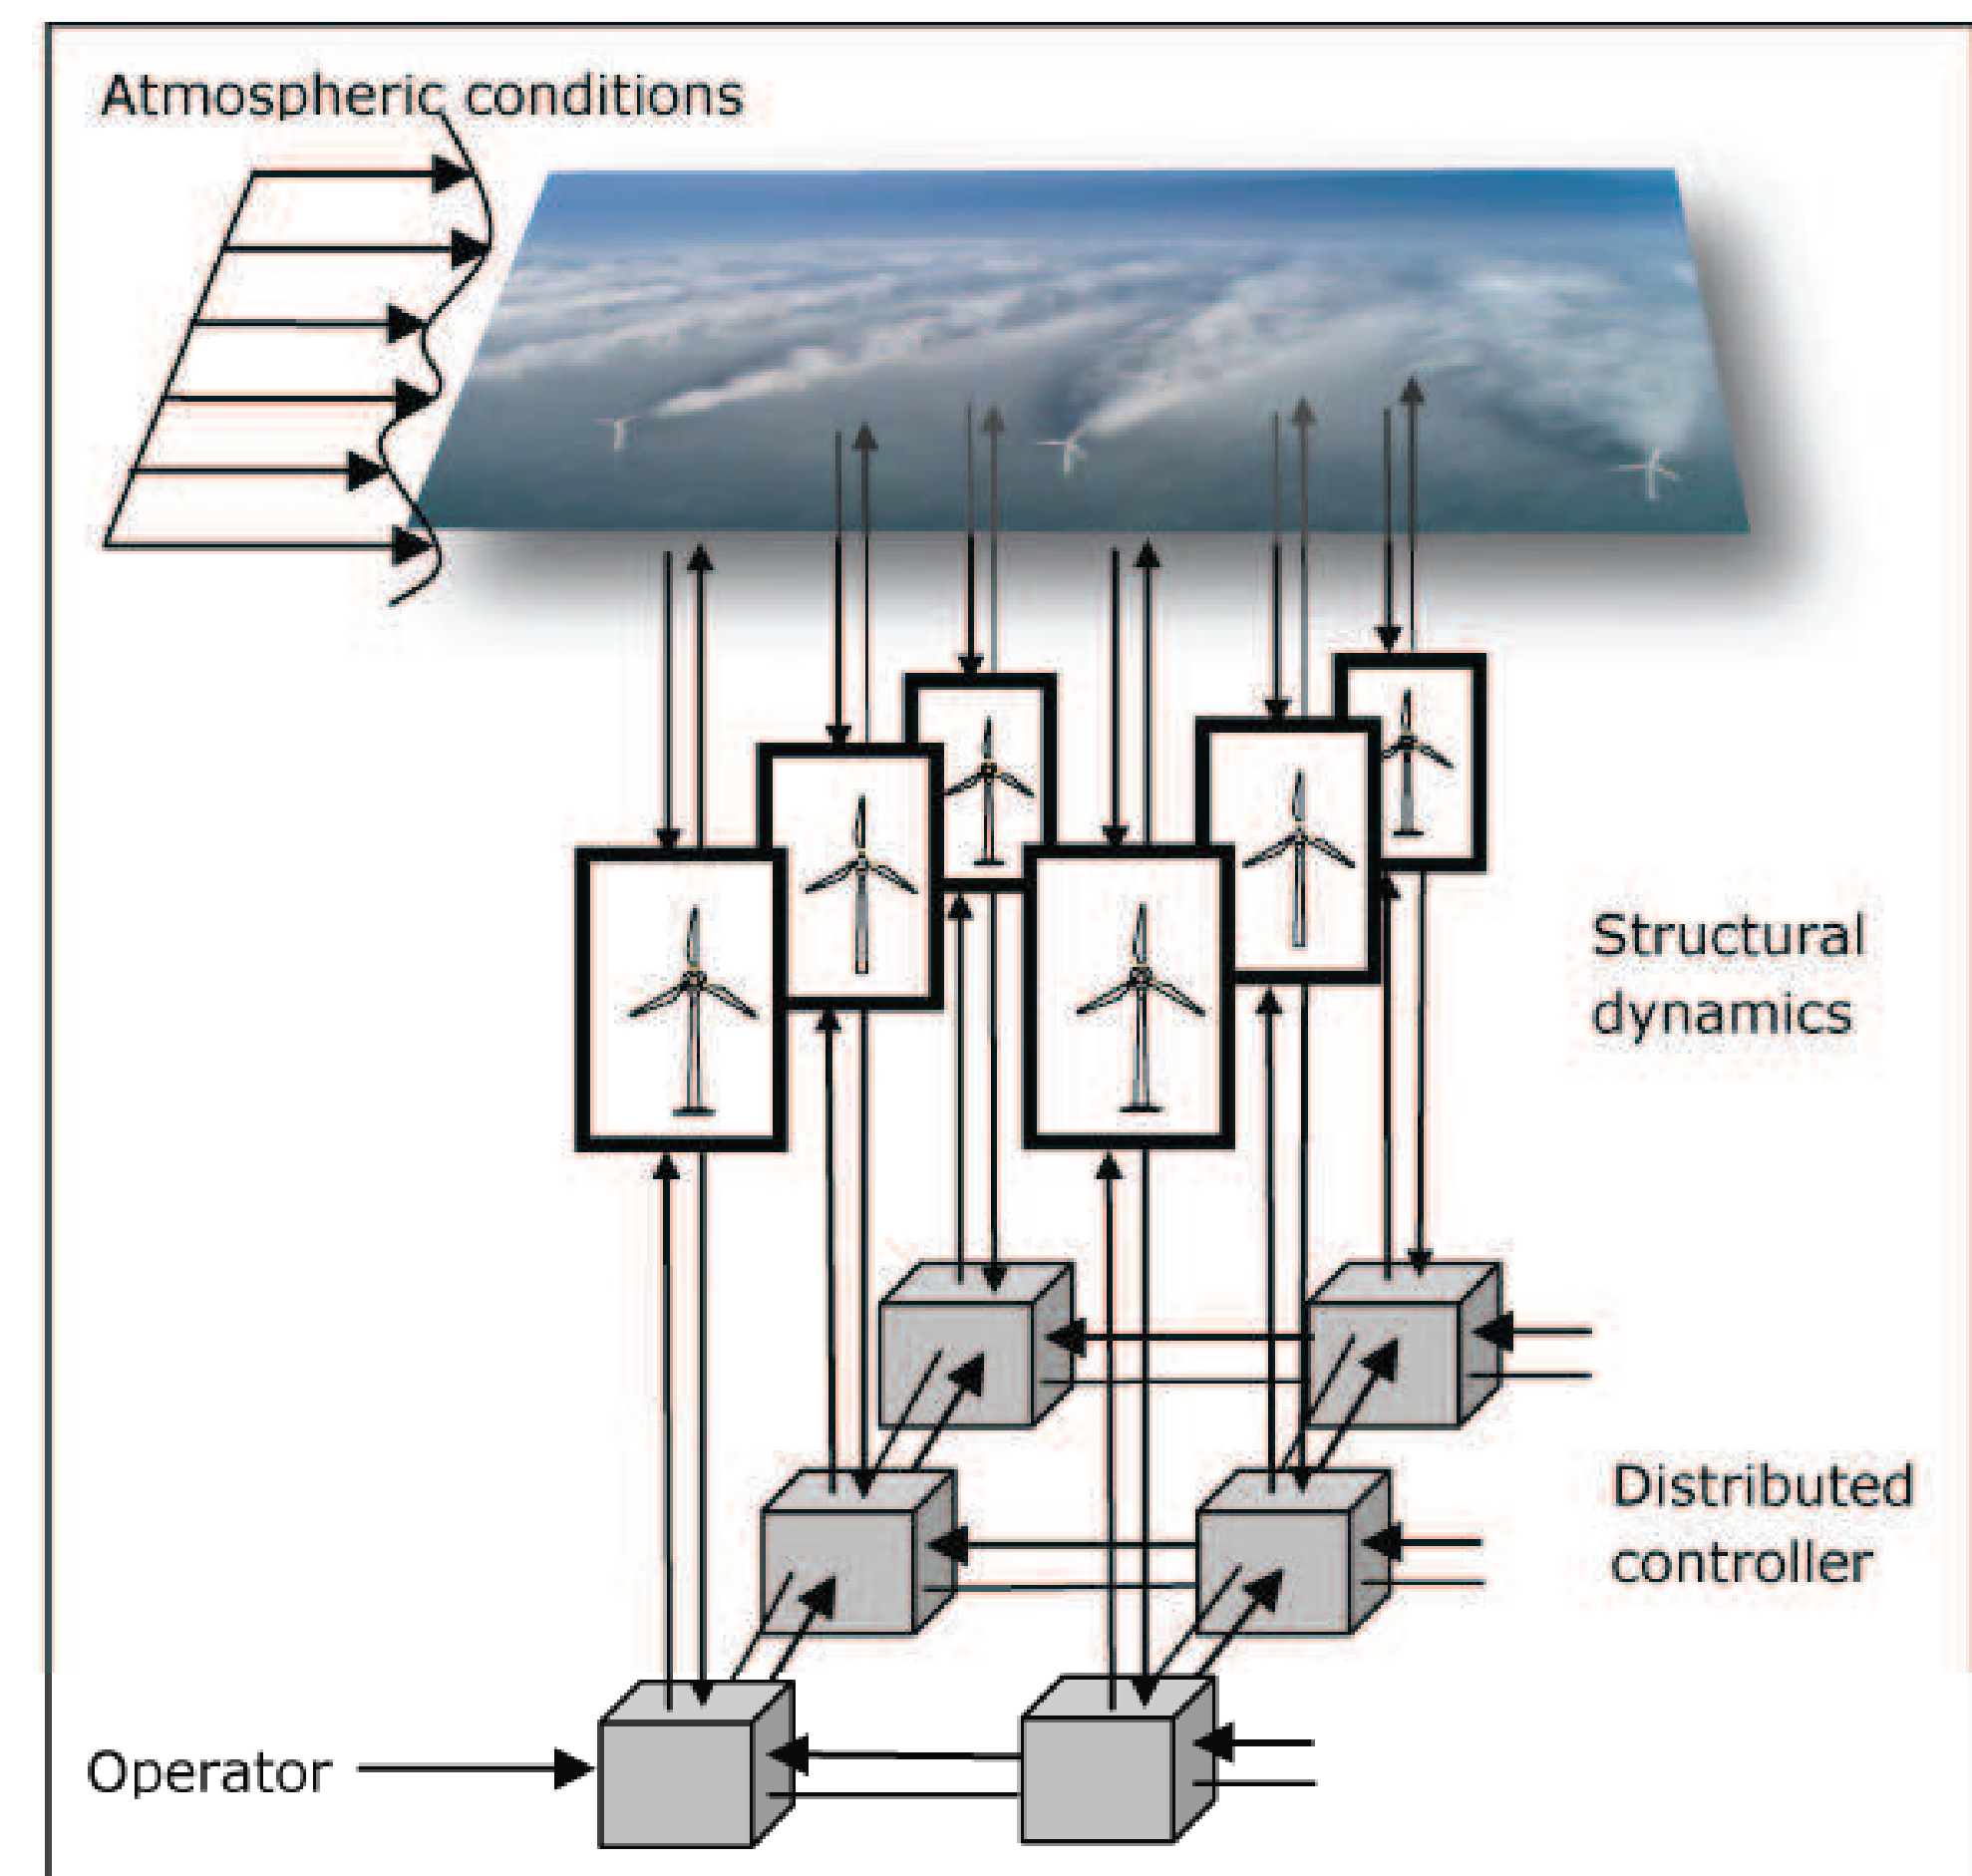 Atmospheric conditions
Structural
dynamics
Distributed
controller
Operator